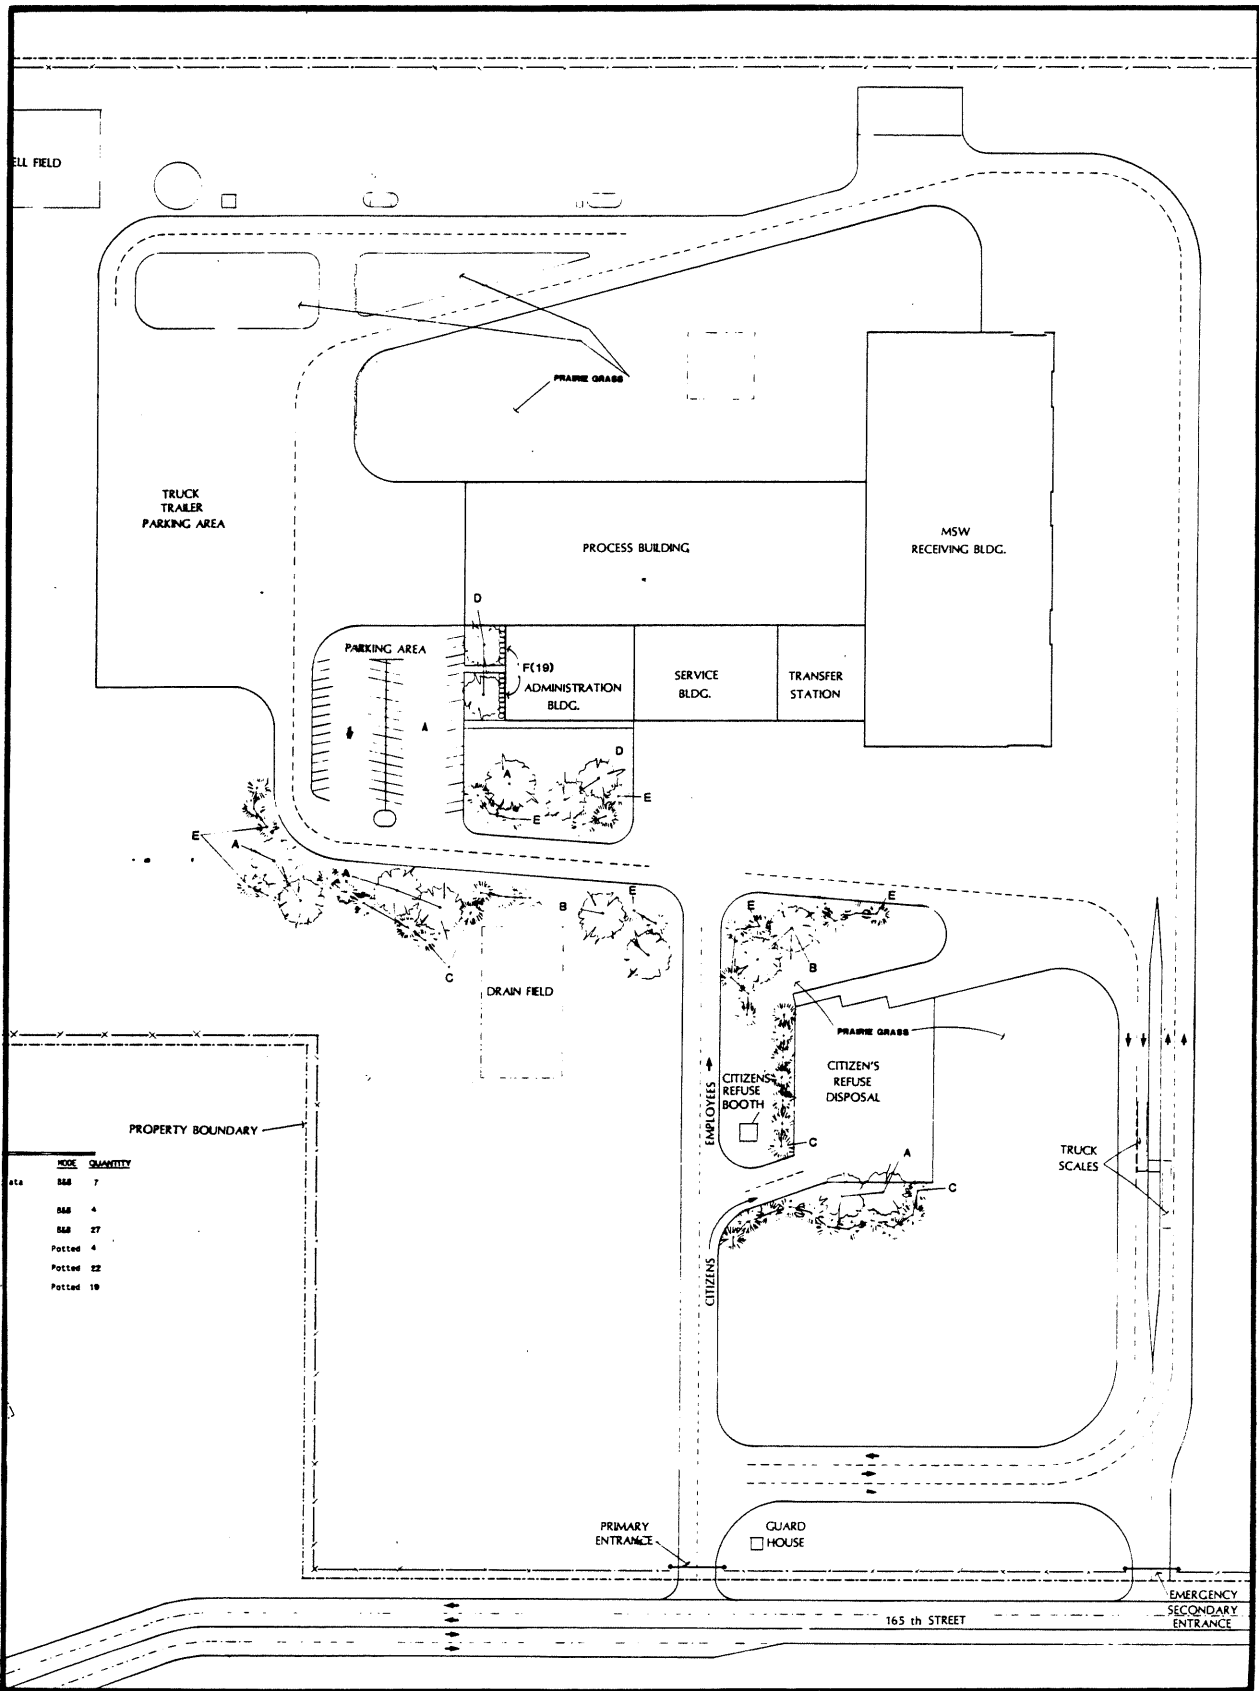 ELL FIELD
PRAIRIE GRASS
TRUCK
TRAILER
PARKING AREA
PROCESS BUILDING
MSW
RECEIVING BLDG.
D
PARKING AREA
F(19)
ADMINISTRATION
BLDG.
SERVICE
BLDG.
TRANSFER
STATION
A
D
A
E
E
E
A
A
B
E
C
DRAIN FIELD
E
E
B
PRAIRIE GRASS
CITIZENS
REFUSE
BOOTH
CITIZEN'S
REFUSE
DISPOSAL
EMPLOYEES
C
A
C
CITIZENS
TRUCK
SCALES
PROPERTY BOUNDARY
MODE QUANTITY
ata B&B 7
B&B 4
B&B 27
Potted 4
Potted 22
Potted 19
PRIMARY
ENTRANCE
GUARD
HOUSE
165 th STREET
EMERGENCY
SECONDARY
ENTRANCE